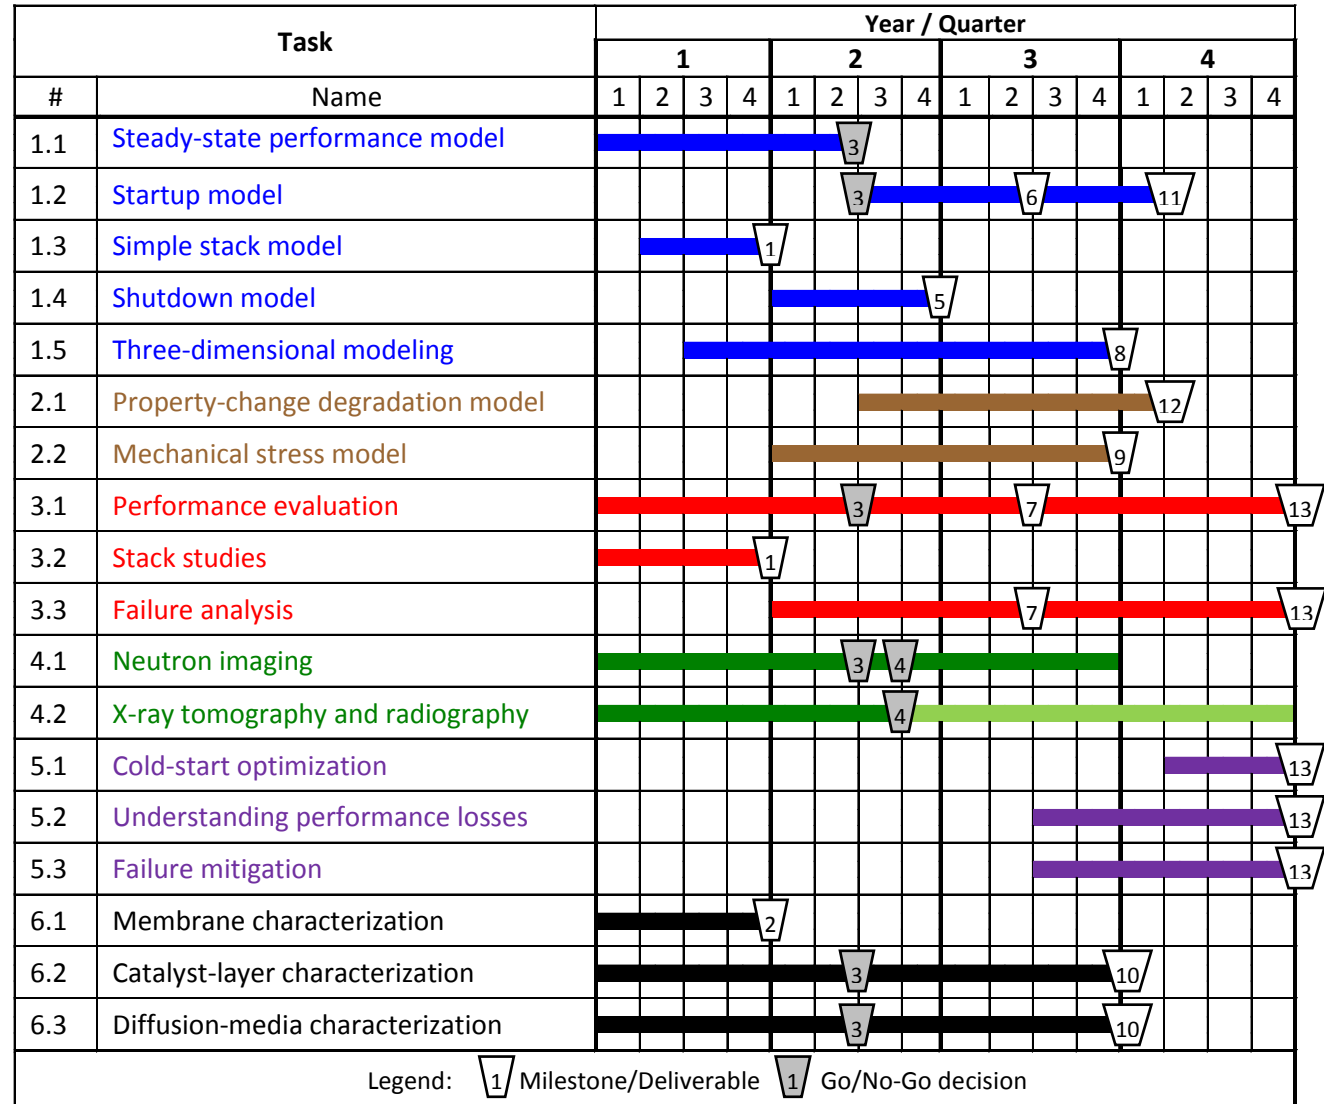 Task
Year / Quarter
1 2 3 4
# Name 1 2 3 4 1 2 3 4 1 2 3 4 1 2 3 4
1.1 Steady-state performance model 3
1.2 Startup model 3 6 11
1.3 Simple stack model 1
1.4 Shutdown model 5
1.5 Three-dimensional modeling 8
2.1 Property-change degradation model 12
2.2 Mechanical stress model 9
3.1 Performance evaluation 3 7 13
3.2 Stack studies 1
3.3 Failure analysis 7 13
4.1 Neutron imaging 3 4
4.2 X-ray tomography and radiography 4
5.1 Cold-start optimization 13
5.2 Understanding performance losses 13
5.3 Failure mitigation 13
6.1 Membrane characterization 2
6.2 Catalyst-layer characterization 3 10
6.3 Diffusion-media characterization 3 10
Legend: 1 Milestone/Deliverable 1 Go/No-Go decision